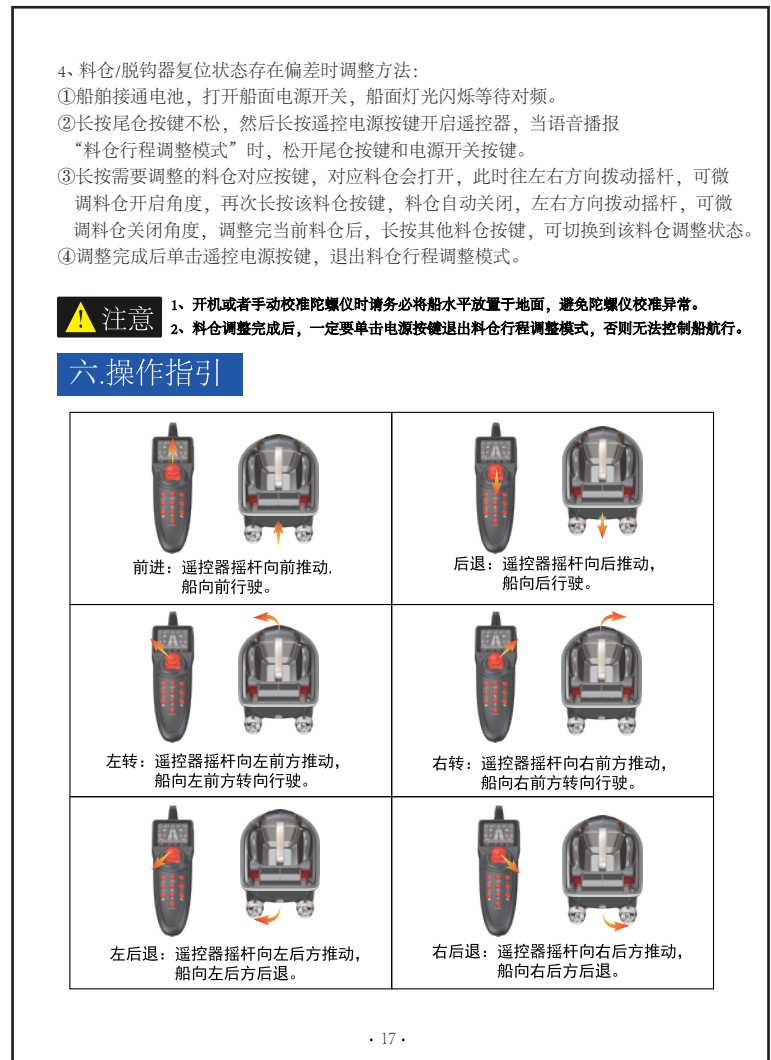 4、料仓/脱钩器复位状态存在偏差时调整方法：
①船舶接通电池，打开船面电源开关，船面灯光闪烁等待对频。
②长按尾仓按键不松，然后长按遥控电源按键开启遥控器，当语音播报
“料仓行程调整模式”时，松开尾仓按键和电源开关按键。
③长按需要调整的料仓对应按键，对应料仓会打开，此时往左右方向拨动摇杆，可微
调料仓开启角度，再次长按该料仓按键，料仓自动关闭，左右方向拨动摇杆，可微
调料仓关闭角度，调整完当前料仓后，长按其他料仓按键，可切换到该料仓调整状态。
④调整完成后单击遥控电源按键，退出料仓行程调整模式。
注意
1、开机或者手动校准陀螺仪时请务必将船水平放置于地面，避免陀螺仪校准异常。
2、料仓调整完成后，一定要单击电源按键退出料仓行程调整模式，否则无法控制船航行。
六.操作指引
前进：遥控器摇杆向前推动，
船向前行驶。
后退：遥控器摇杆向后推动，
船向后行驶。
左转：遥控器摇杆向左前方推动，
船向左前方转向行驶。
右转：遥控器摇杆向右前方推动，
船向右前方转向行驶。
左后退：遥控器摇杆向左后方推动，
船向左后方后退。
右后退：遥控器摇杆向右后方推动，
船向右后方后退。
· 17 ·